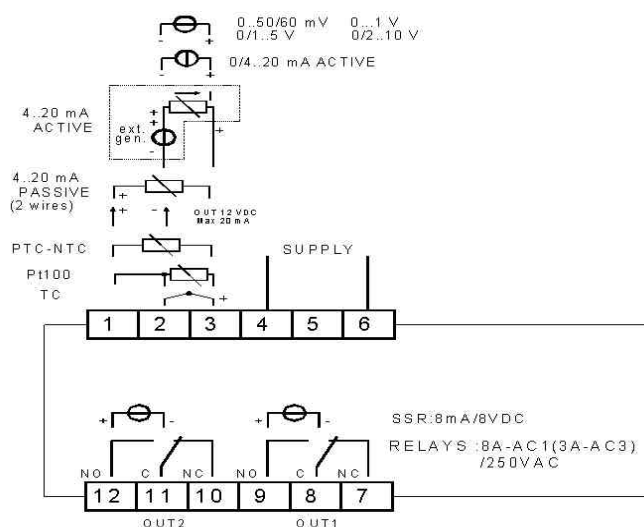 0..50/60 mV 0...1 V
0/1..5 V 0/2..10 V
- +
0/4..20 mA ACTIVE
- +
4..20 mA
ACTIVE
+
+
ext.
gen.
-
+
4..20 mA
PASSIVE
(2 wires)
+
+ -
OUT 12 VDC
Max 20 mA
PTC-NTC
SUPPLY
Pt100
TC
+
1 2 3 4 5 6
+ - + -
SSR:8mA/8VDC
RELAYS :8A-AC1(3A-AC3)
/250VAC
NO C NC NO C NC
12 11 10 9 8 7
OUT2 OUT1